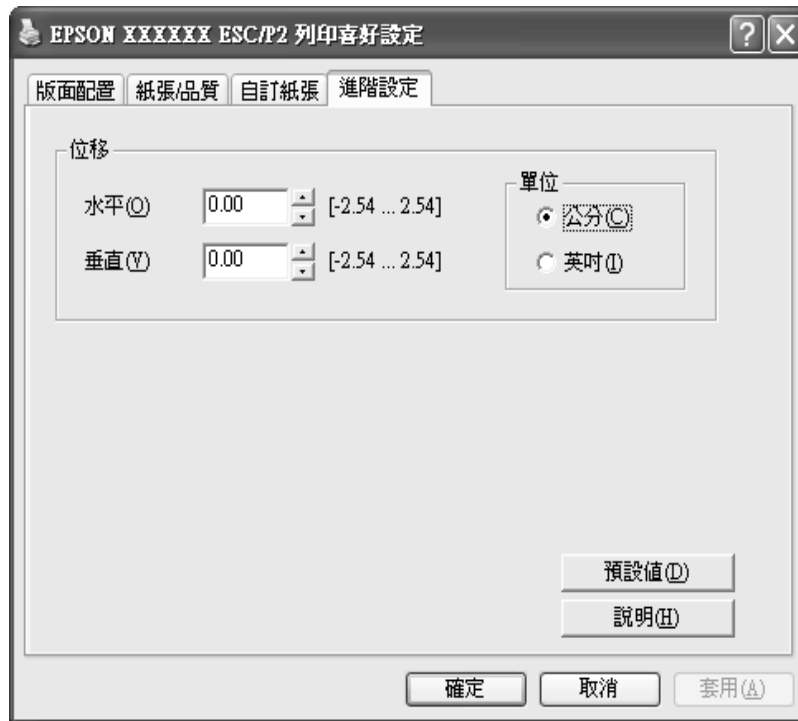 EPSON XXXXXX ESC/P2 列印喜好設定
版面配置 紙張/品質 自訂紙張 進階設定
位移
水平(O) 0.00 [-2.54 ... 2.54]
垂直(V) 0.00 [-2.54 ... 2.54]
單位
公分(C)
英吋(I)
預設值(D)
說明(H)
確定 取消 套用(A)